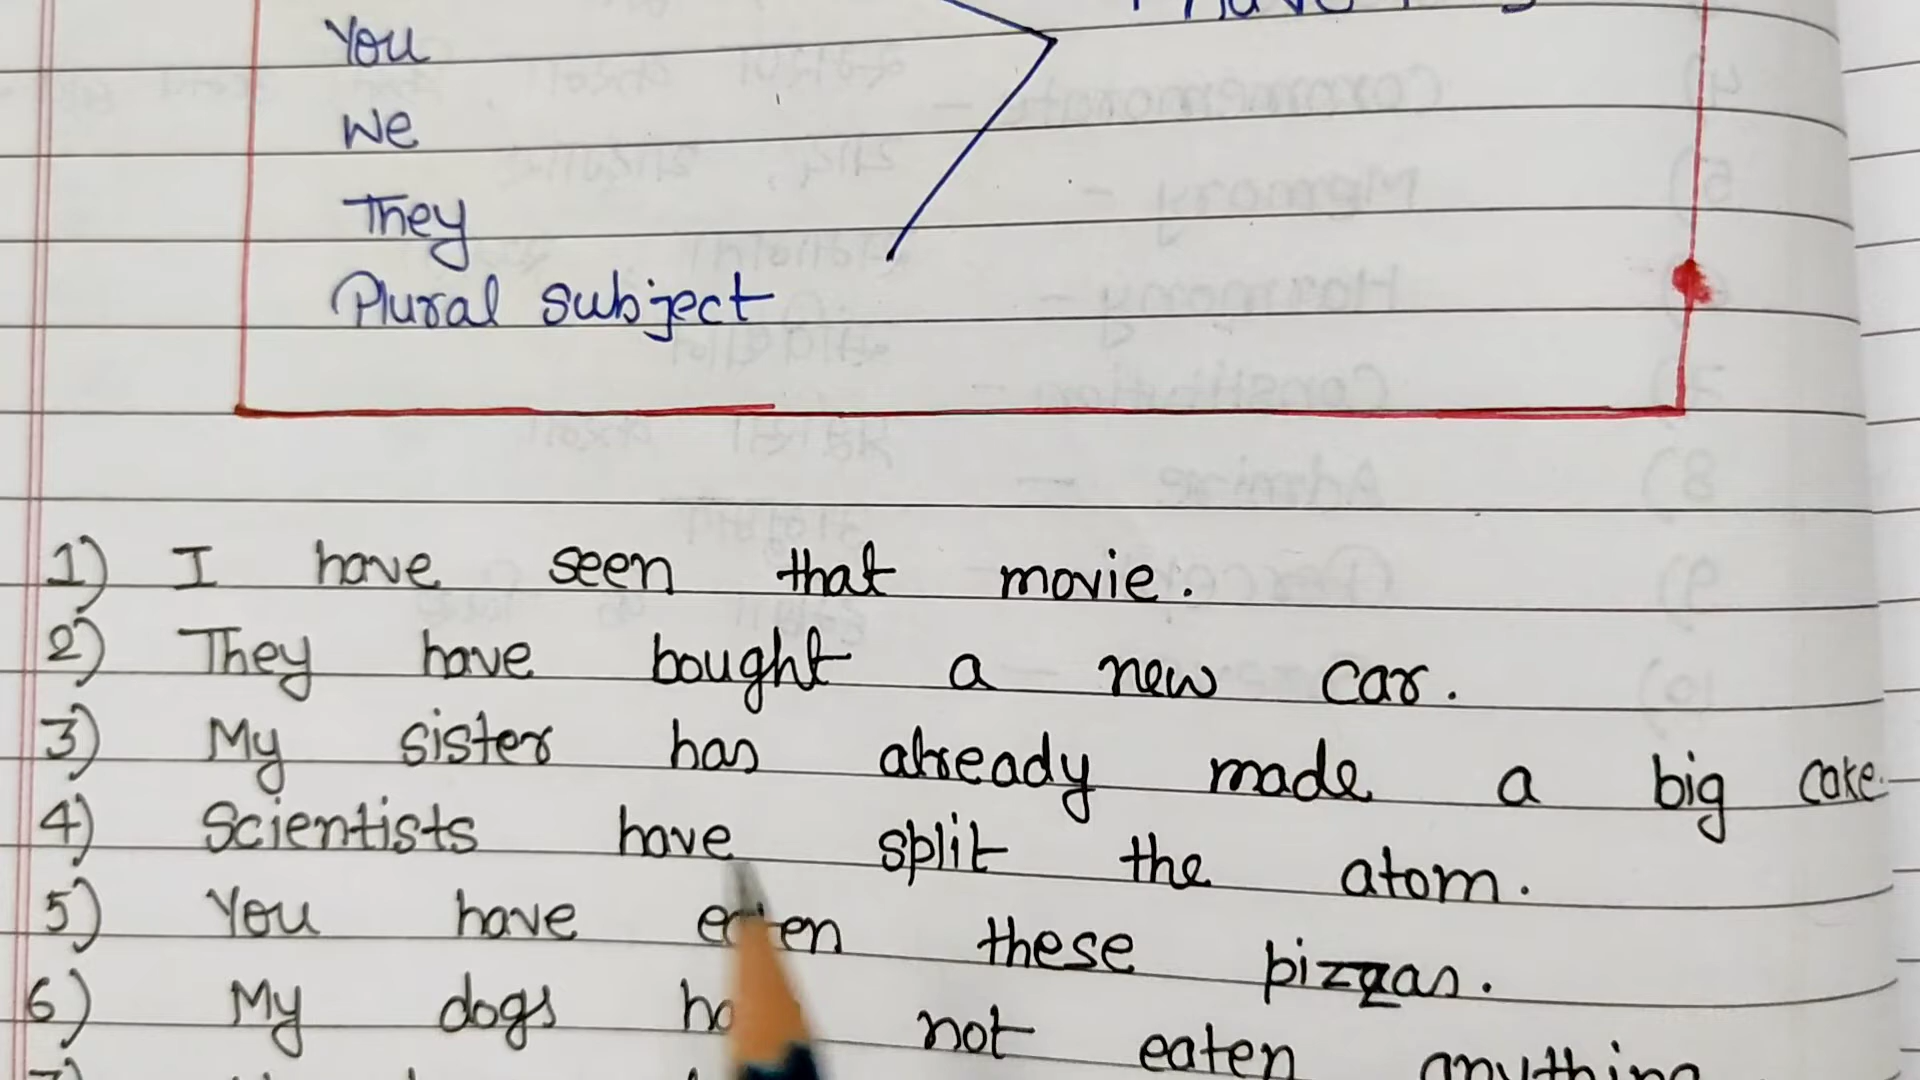 You
We
They
Plural subject
1) I have seen that movie.
2) They have bought a new car.
3) My sister has already made a big cake.
4) Scientists have split the atom.
5) You have eaten these pizzas.
6) My dogs not eaten anything